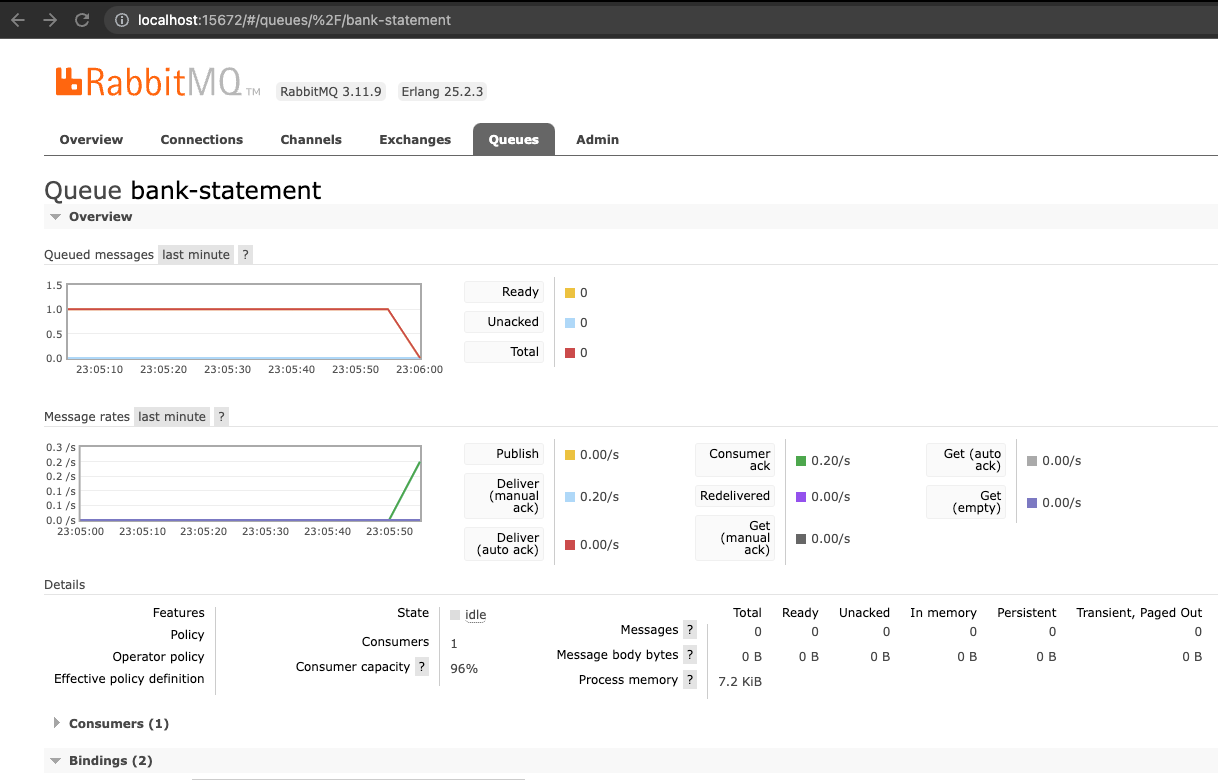 localhost:15672/#/queues/%2F/bank-statement
RabbitMQ TM RabbitMQ 3.11.9 Erlang 25.2.3
Overview Connections Channels Exchanges Queues Admin
Queue bank-statement
Overview
Queued messages last minute ?
1.5
1.0
0.5
0.0
23:05:10 23:05:20 23:05:30 23:05:40 23:05:50 23:06:00
Ready 0
Unacked 0
Total 0
Message rates last minute ?
0.3 /s
0.2 /s
0.2 /s
0.1 /s
0.1 /s
0.0 /s
23:05:00 23:05:10 23:05:20 23:05:30 23:05:40 23:05:50
Publish 0.00/s
Deliver
(manual
ack)
0.20/s
Deliver
(auto ack)
0.00/s
Consumer
ack
0.20/s
Redelivered 0.00/s
Get
(manual
ack)
0.00/s
Get (auto
ack)
0.00/s
Get
(empty)
0.00/s
Details
Features
Policy
Operator policy
Effective policy definition
State idle
Consumers 1
Consumer capacity ? 96%
Total Ready Unacked In memory Persistent Transient, Paged Out
Messages ? 0 0 0 0 0 0
Message body bytes ? 0 B 0 B 0 B 0 B 0 B 0 B
Process memory ? 7.2 KiB
Consumers (1)
Bindings (2)